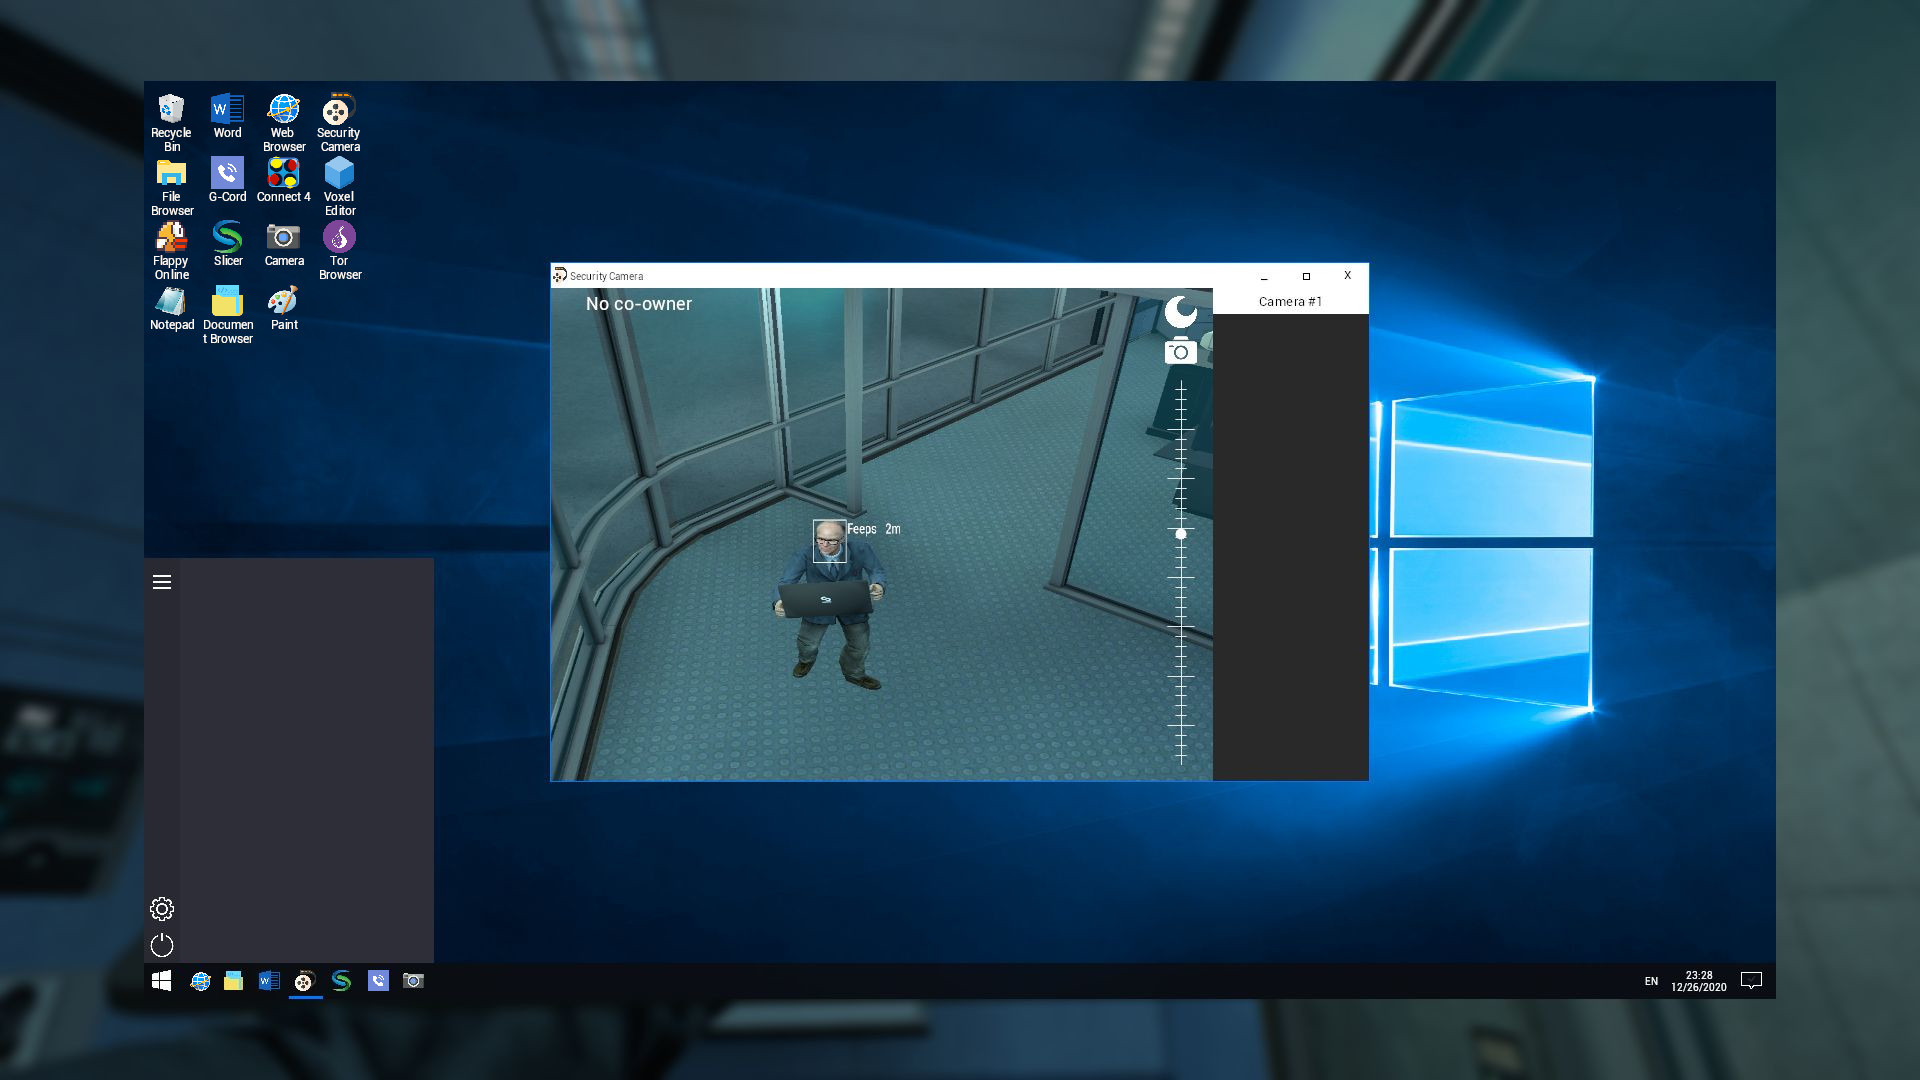 Recycle
Bin
Word
Web
Browser
Security
Camera
File
Browser
G-Cord
Connect 4
Voxel
Editor
Flappy
Online
Slicer
Camera
Tor
Browser
Notepad
Documen
t Browser
Paint
Security Camera
_
X
No co-owner
Camera #1
Feeps 2m
EN
23:28
12/26/2020